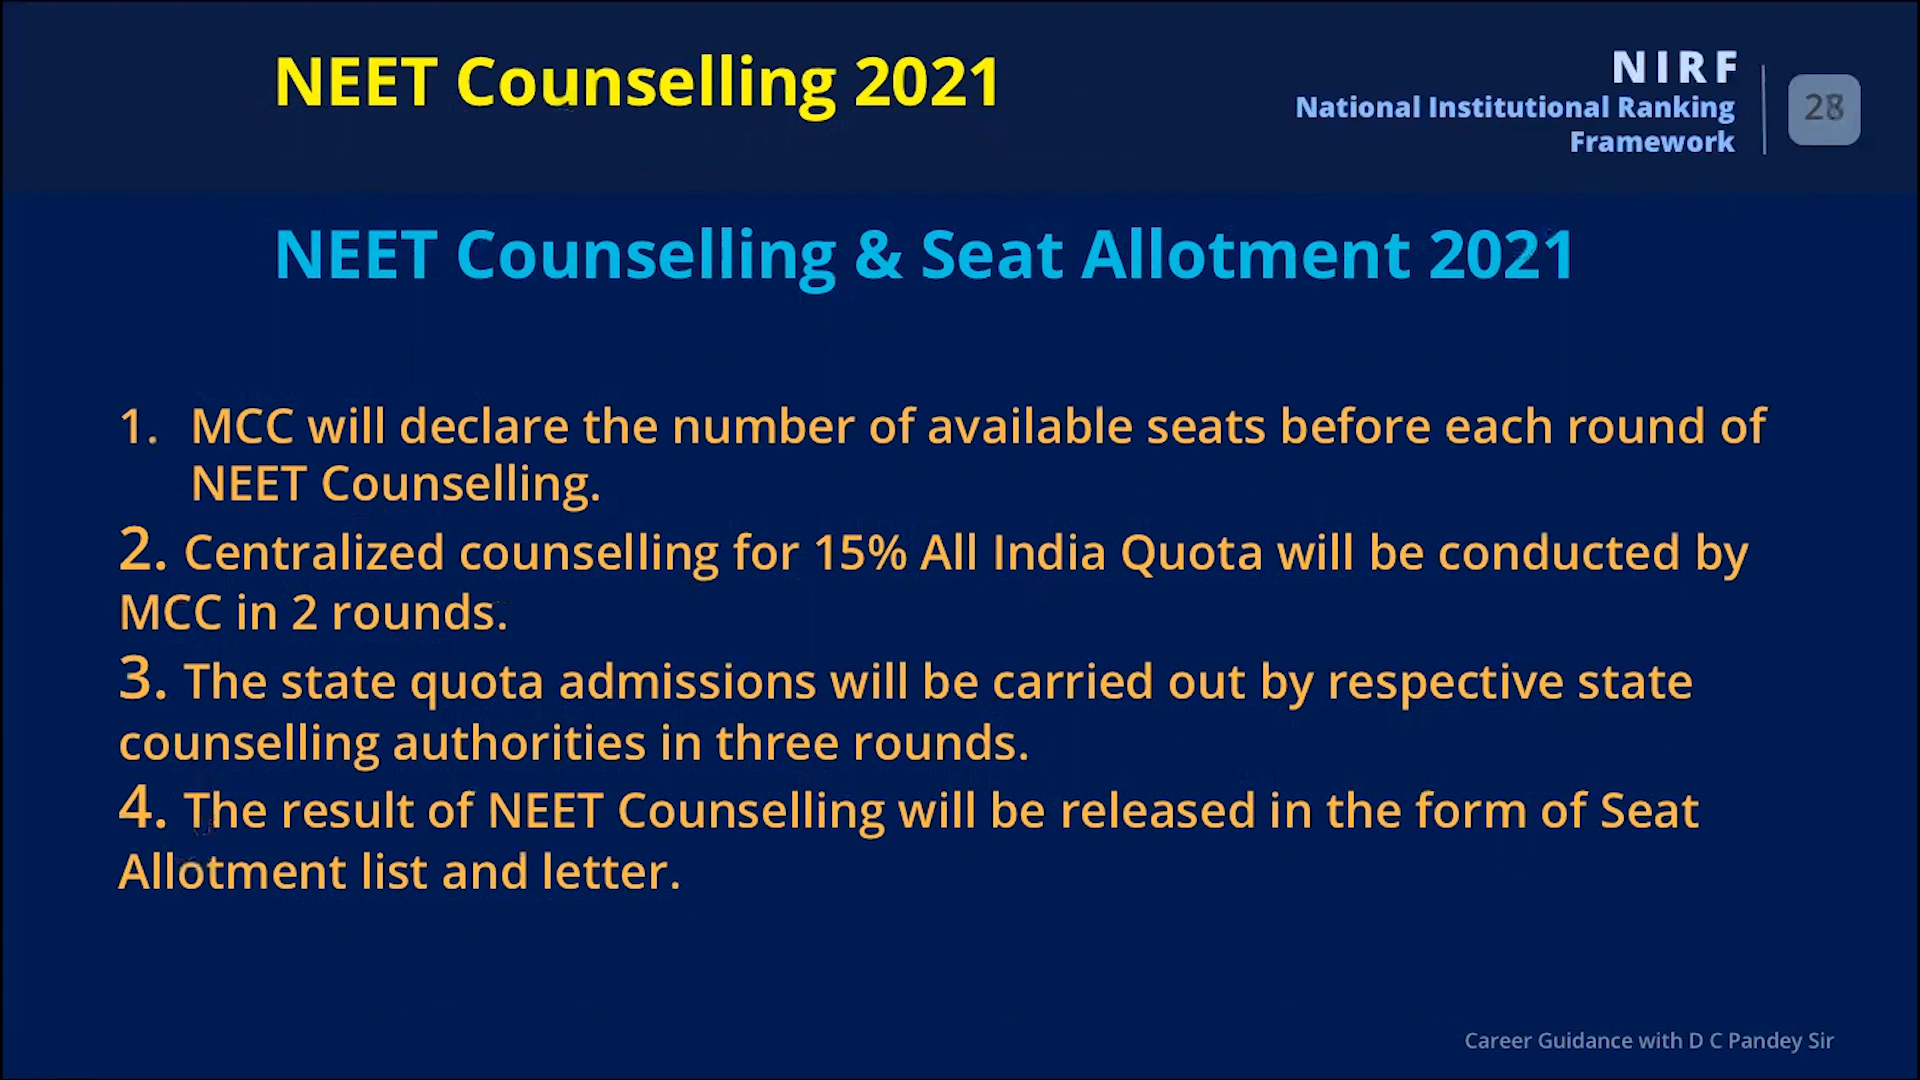 NEET Counselling 2021
NIRF
National Institutional Ranking
Framework
NEET Counselling & Seat Allotment 2021
1. MCC will declare the number of available seats before each round of
NEET Counselling.
2. Centralized counselling for 15% All India Quota will be conducted by
MCC in 2 rounds.
3. The state quota admissions will be carried out by respective state
counselling authorities in three rounds.
4. The result of NEET Counselling will be released in the form of Seat
Allotment list and letter.
Career Guidance with D C Pandey Sir